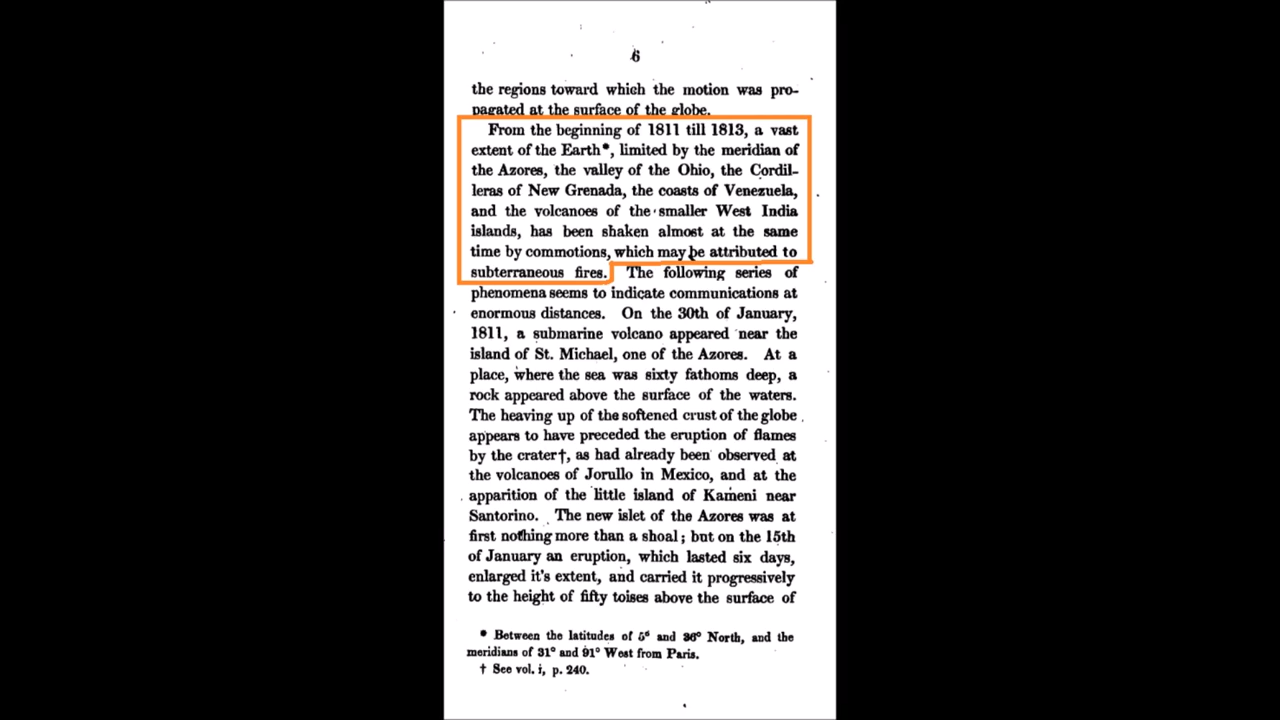 6
the regions toward which the motion was pro-
pagated at the surface of the globe.
From the beginning of 1811 till 1813, a vast
extent of the Earth*, limited by the meridian of
the Azores, the valley of the Ohio, the Cordil-
leras of New Grenada, the coasts of Venezuela,
and the volcanoes of the smaller West India
islands, has been shaken almost at the same
time by commotions, which may be attributed to
subterraneous fires. The following series of
phenomena seems to indicate communications at
enormous distances. On the 30th of January,
1811, a submarine volcano appeared near the
island of St. Michael, one of the Azores. At a
place, where the sea was sixty fathoms deep, a
rock appeared above the surface of the waters.
The heaving up of the softened crust of the globe
appears to have preceded the eruption of flames
by the crater†, as had already been observed at
the volcanoes of Jorullo in Mexico, and at the
apparition of the little island of Kameni near
Santorino. The new islet of the Azores was at
first nothing more than a shoal; but on the 15th
of January an eruption, which lasted six days,
enlarged it's extent, and carried it progressively
to the height of fifty toises above the surface of
* Between the latitudes of 5° and 36° North, and the
meridians of 31° and 91° West from Paris.
† See vol. i, p. 240.